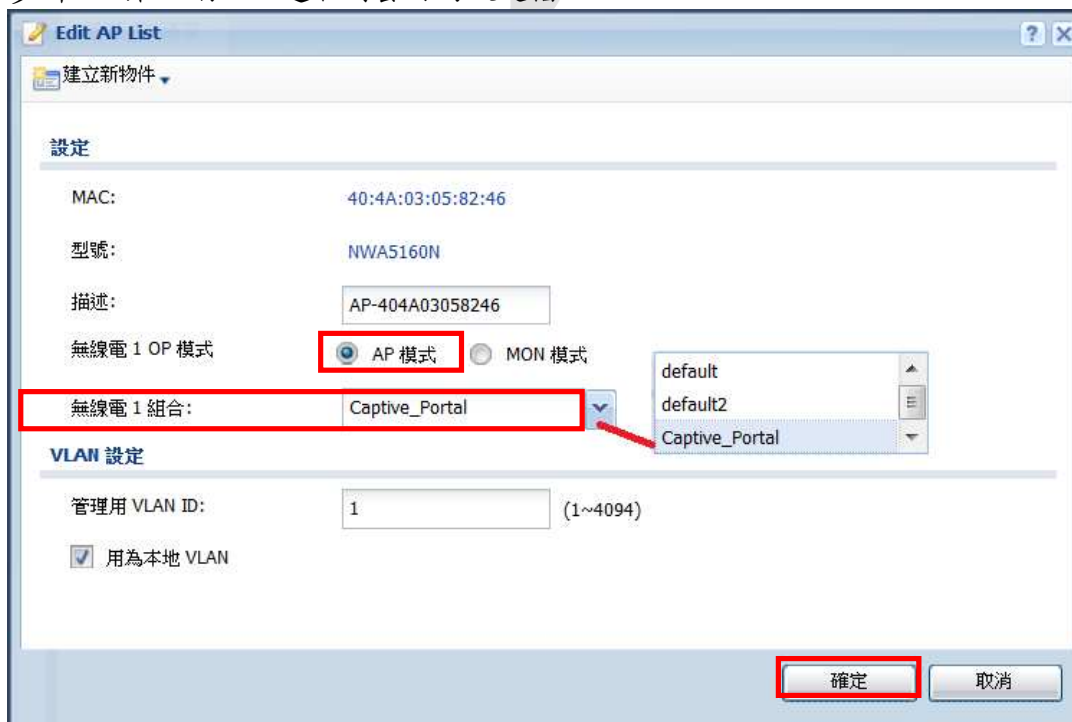 Edit AP List
建立新物件
設定
MAC: 40:4A:03:05:82:46
型號: NWA5160N
描述: AP-404A03058246
無線電 1 OP 模式 AP 模式 MON 模式
default
default2
Captive_Portal
無線電 1 組合: Captive_Portal
VLAN 設定
管理用 VLAN ID: 1 (1~4094)
用為本地 VLAN
確定 取消